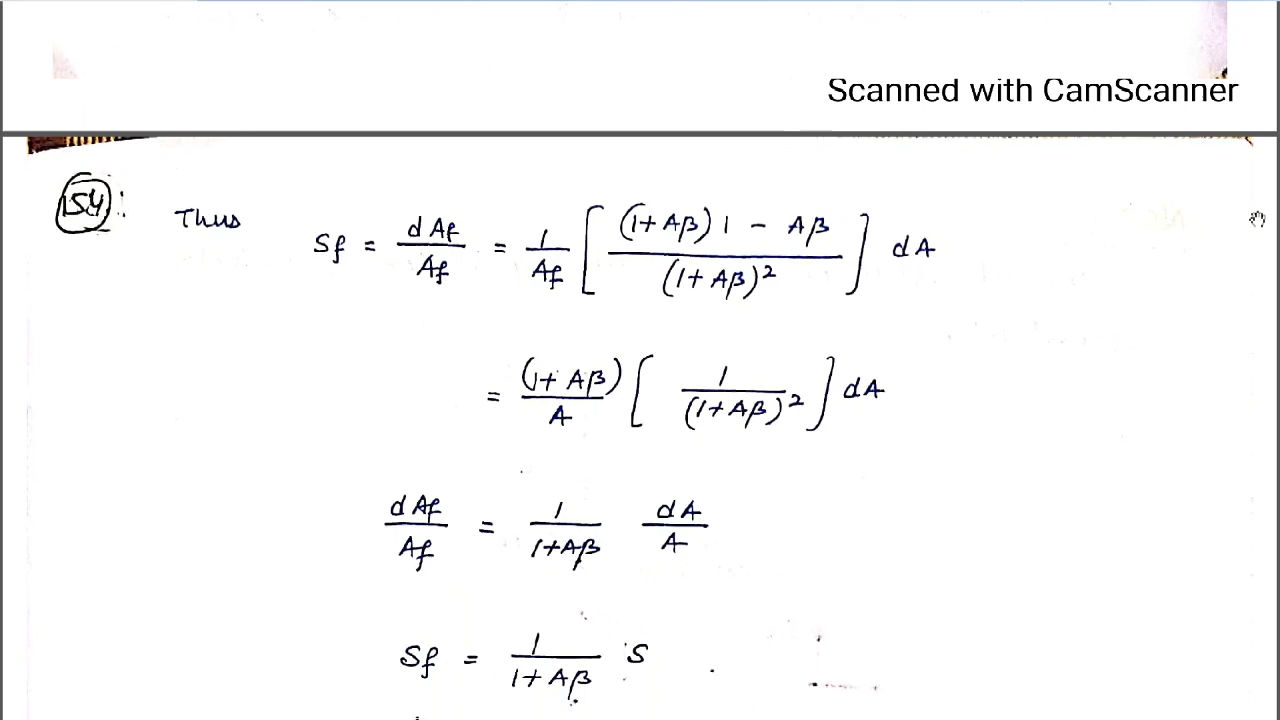 Scanned with CamScanner
154: Thus Sf = dAf/Af = 1/Af [ ((1+Aβ)1 - Aβ)/(1+Aβ)² ] dA
= (1+Aβ)/A [ 1/(1+Aβ)² ] dA
dAf/Af = 1/(1+Aβ) dA/A
Sf = 1/(1+Aβ) S